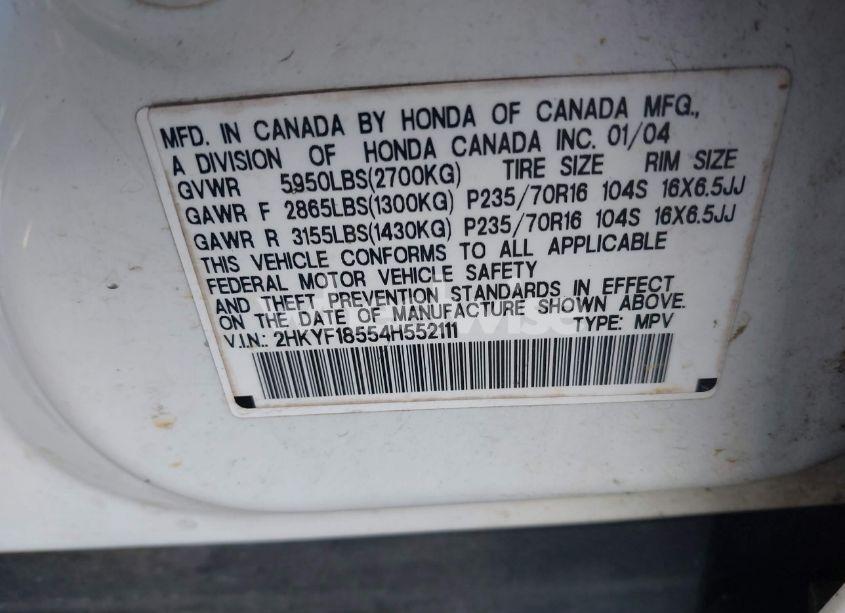 MFD. IN CANADA BY HONDA OF CANADA MFG.,
A DIVISION OF HONDA CANADA INC. 01/04
GVWR 5950LBS(2700KG) TIRE SIZE RIM SIZE
GAWR F 2865LBS(1300KG) P235/70R16 104S 16X6.5JJ
GAWR R 3155LBS(1430KG) P235/70R16 104S 16X6.5JJ
THIS VEHICLE CONFORMS TO ALL APPLICABLE
FEDERAL MOTOR VEHICLE SAFETY
AND THEFT PREVENTION STANDARDS IN EFFECT
ON THE DATE OF MANUFACTURE SHOWN ABOVE.
V.I.N.: 2HKYF18554H552111 TYPE: MPV